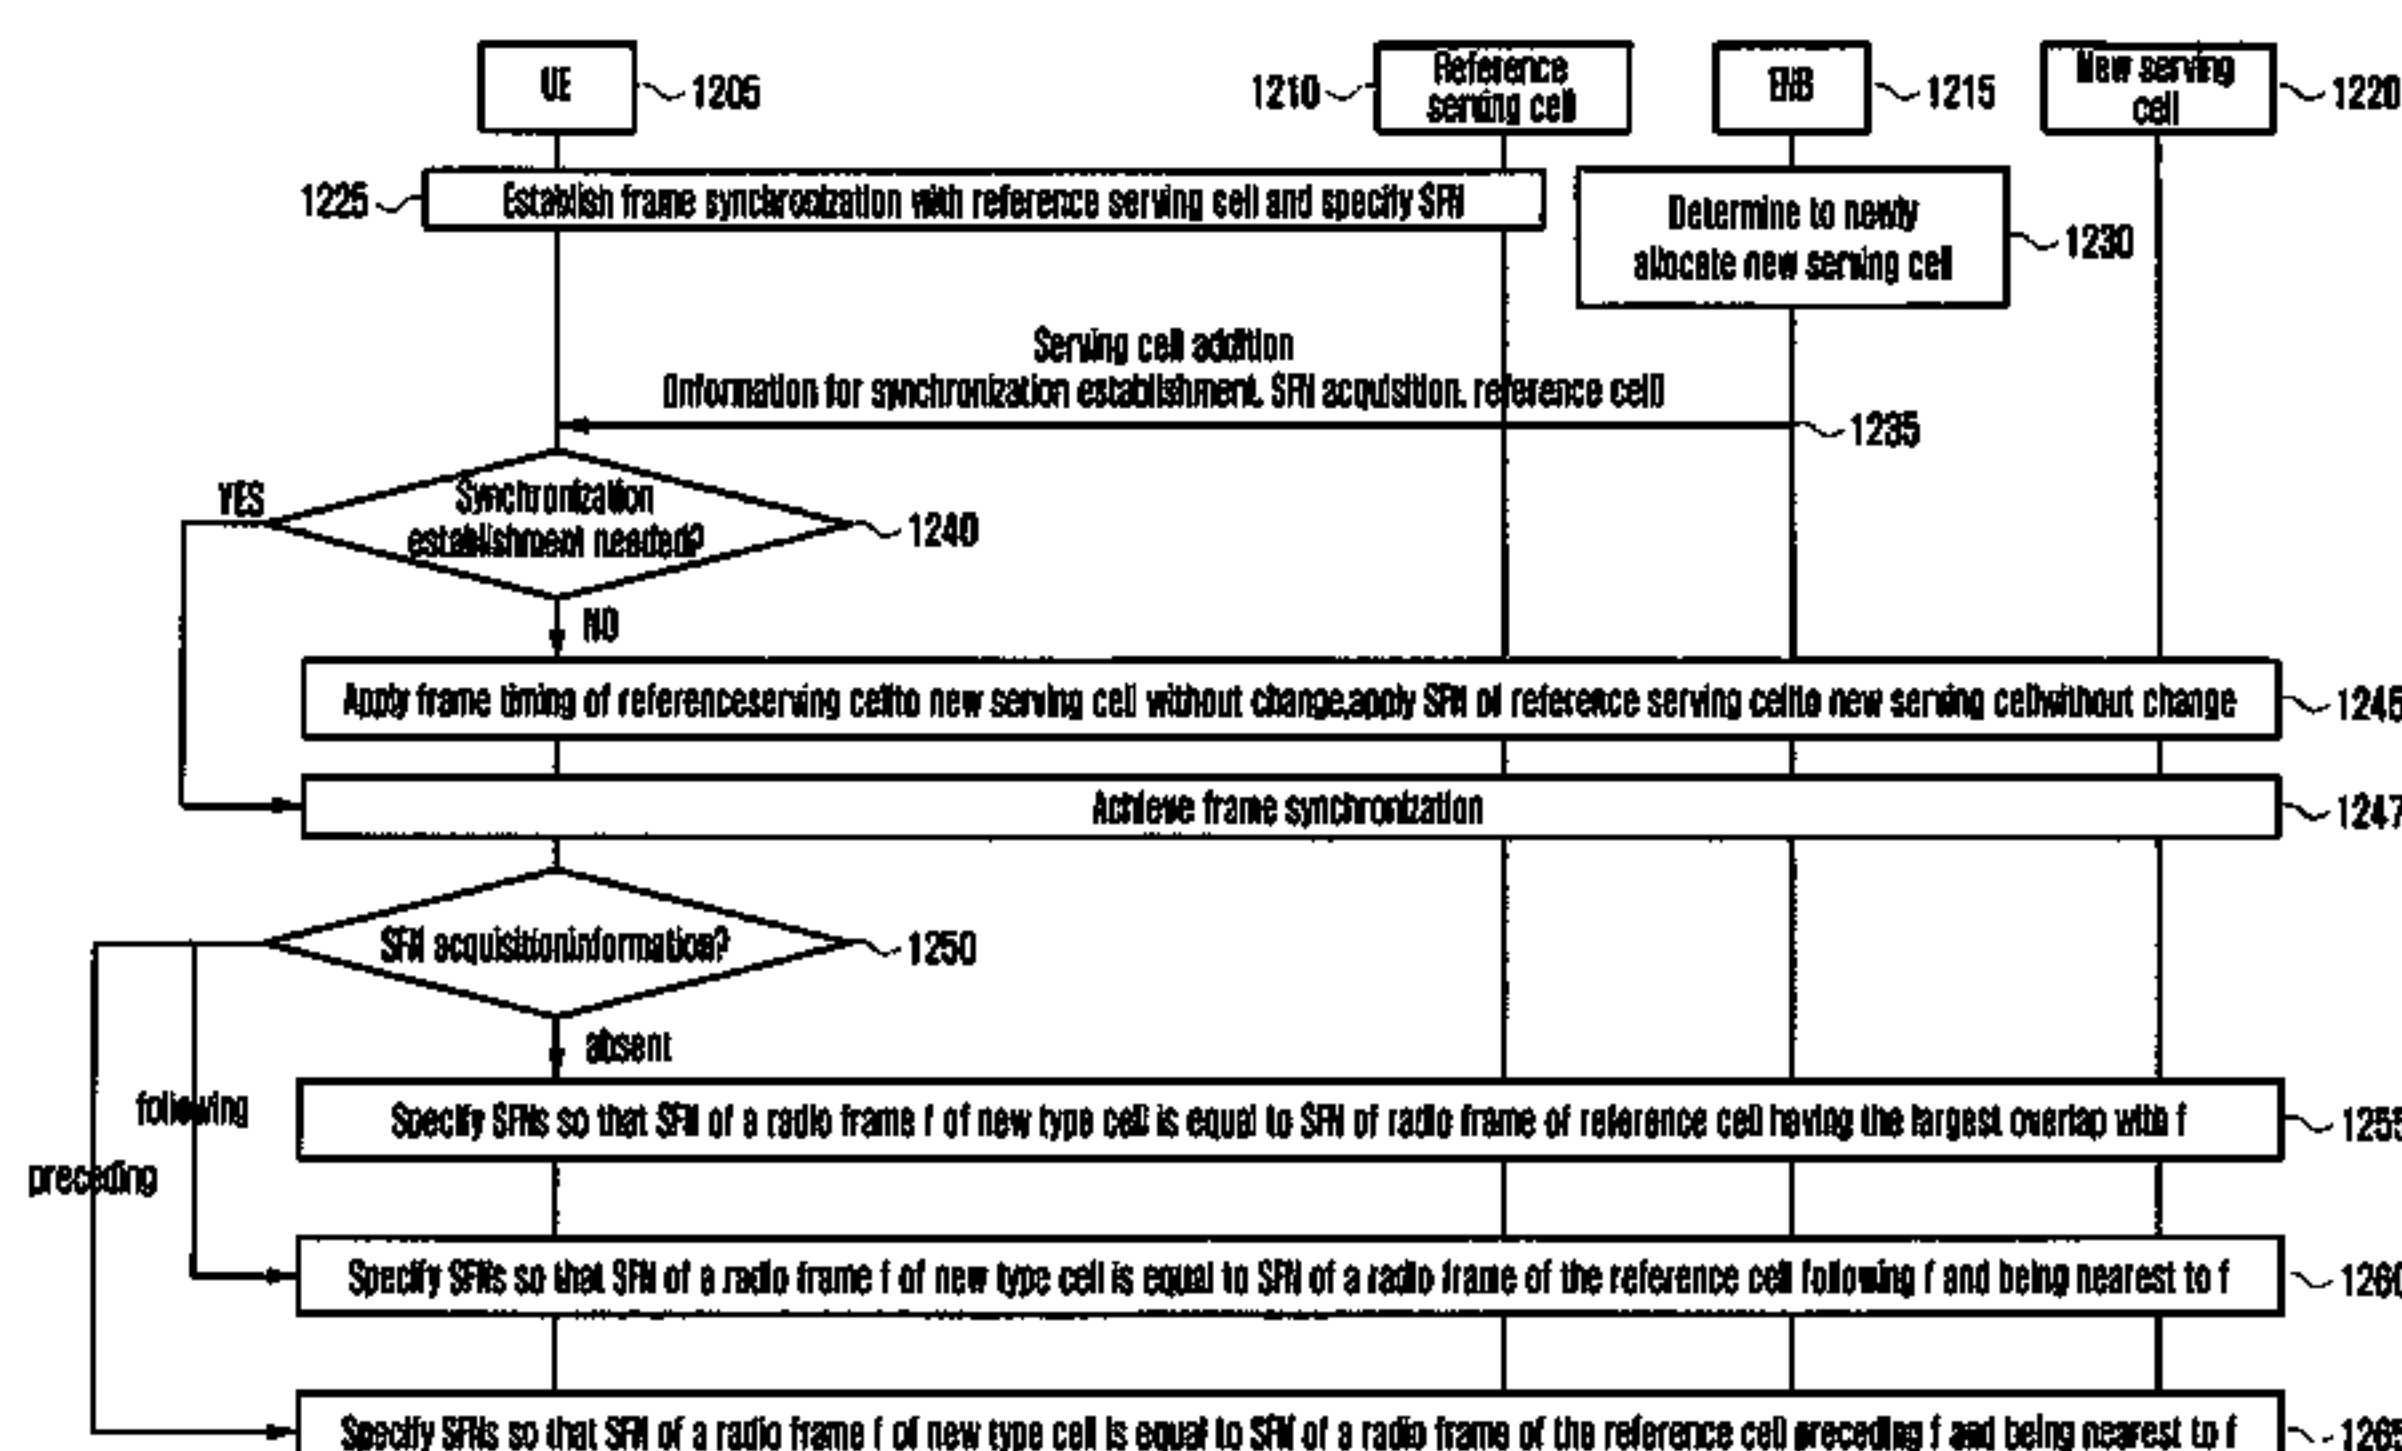 UE
1205
1210
Reference
serving cell
ENB
1215
New serving
cell
1220
1225
Establish frame synchronization with reference serving cell and specify SFN
Determine to newly
allocate new serving cell
1230
Serving cell addition
(Information for synchronization establishment, SFN acquisition, reference cell)
1235
YES
Synchronization
establishment needed?
1240
NO
Apply frame timing of referenceserving cellto new serving cell without change,apply SFN of reference serving cellto new serving cellwithout change
1245
Achieve frame synchronization
1247
SFN acquisitioninformation?
1250
absent
following
preceding
Specify SFNs so that SFN of a radio frame f of new type cell is equal to SFN of radio frame of reference cell having the largest overlap with f
1255
Specify SFNs so that SFN of a radio frame f of new type cell is equal to SFN of a radio frame of the reference cell following f and being nearest to f
1260
Specify SFNs so that SFN of a radio frame f of new type cell is equal to SFN of a radio frame of the reference cell preceding f and being nearest to f
1265